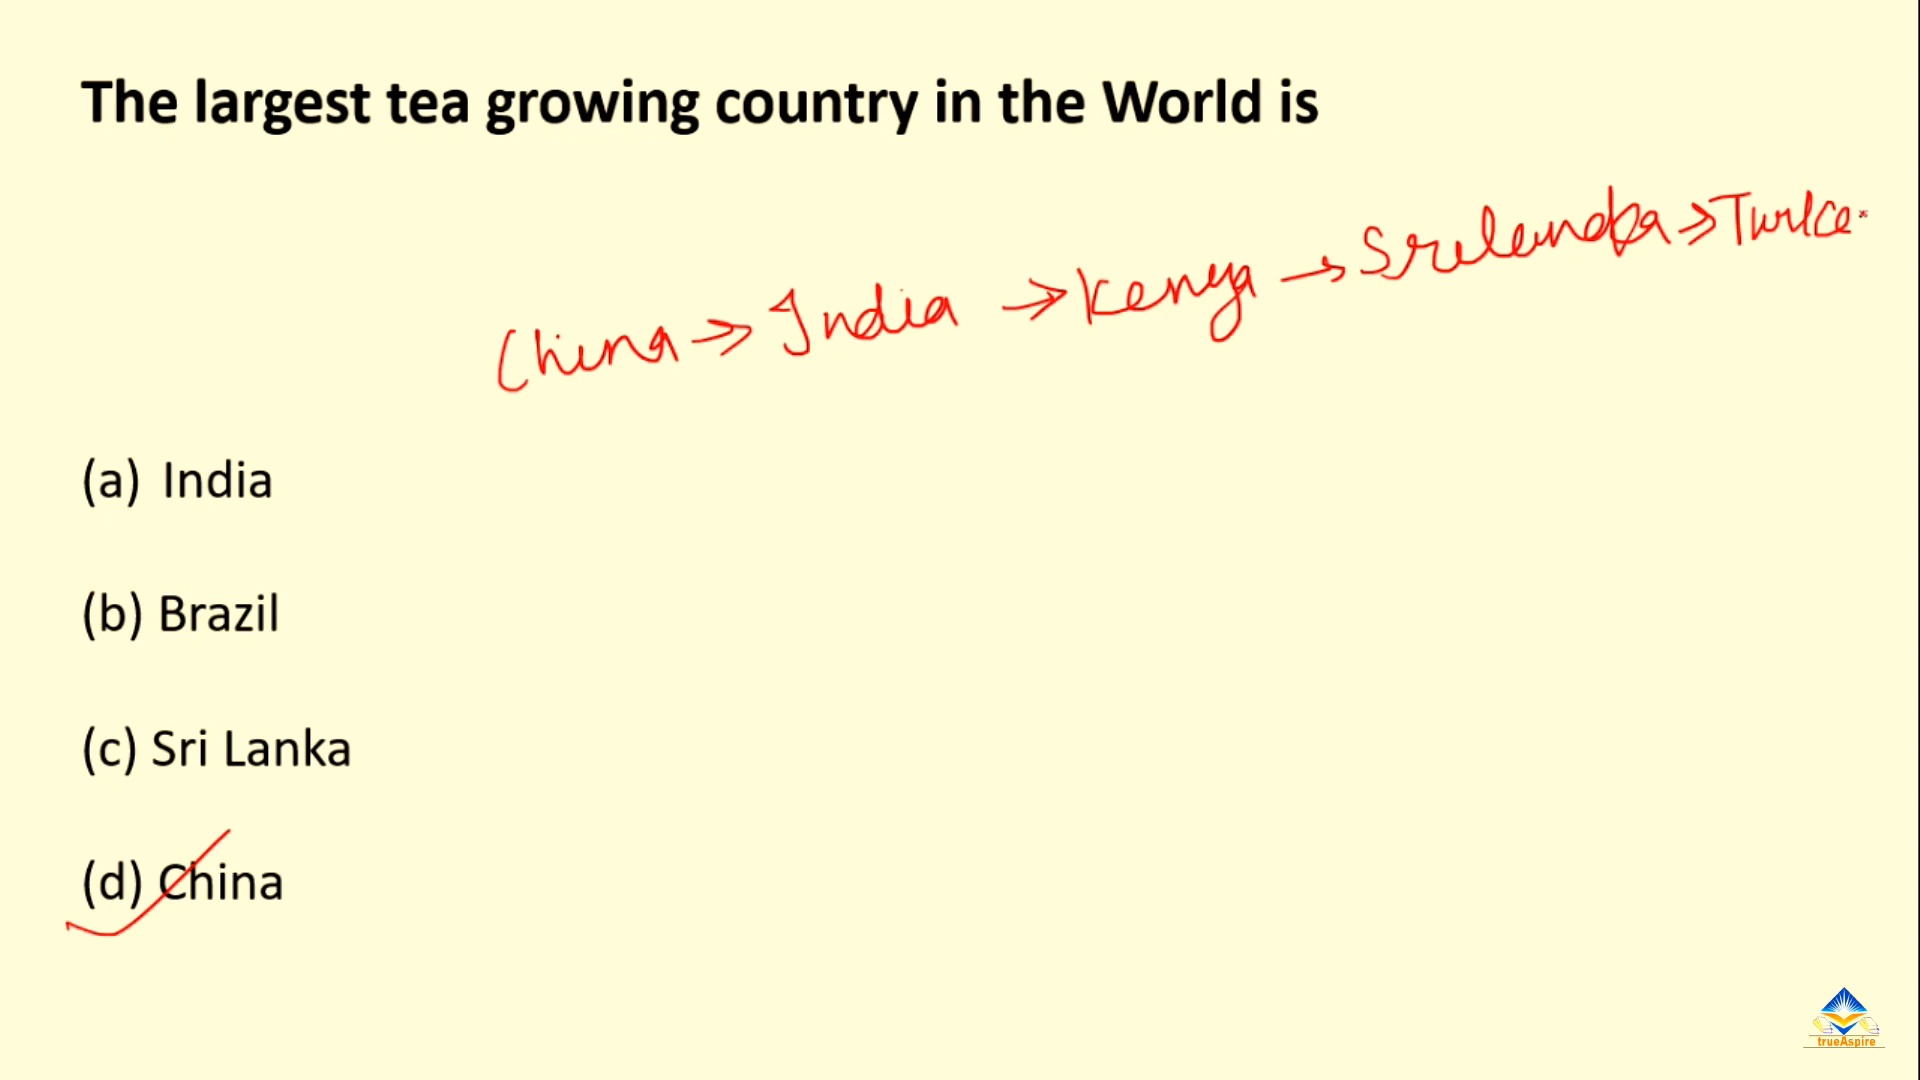 The largest tea growing country in the World is
China → India → Kenya → Srilanka → Turke
(a) India
(b) Brazil
(c) Sri Lanka
(d) China
trueAspire